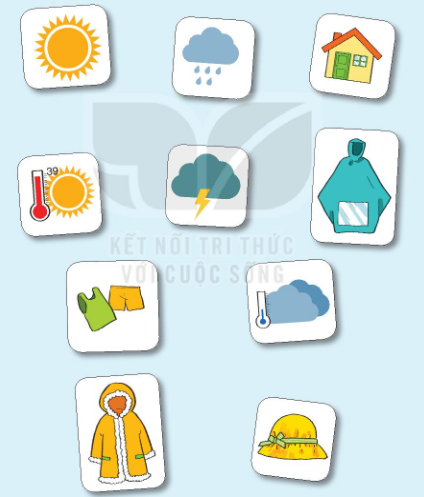 39
KẾT NỐI TRI THỨC
VỚI CUỘC SỐNG